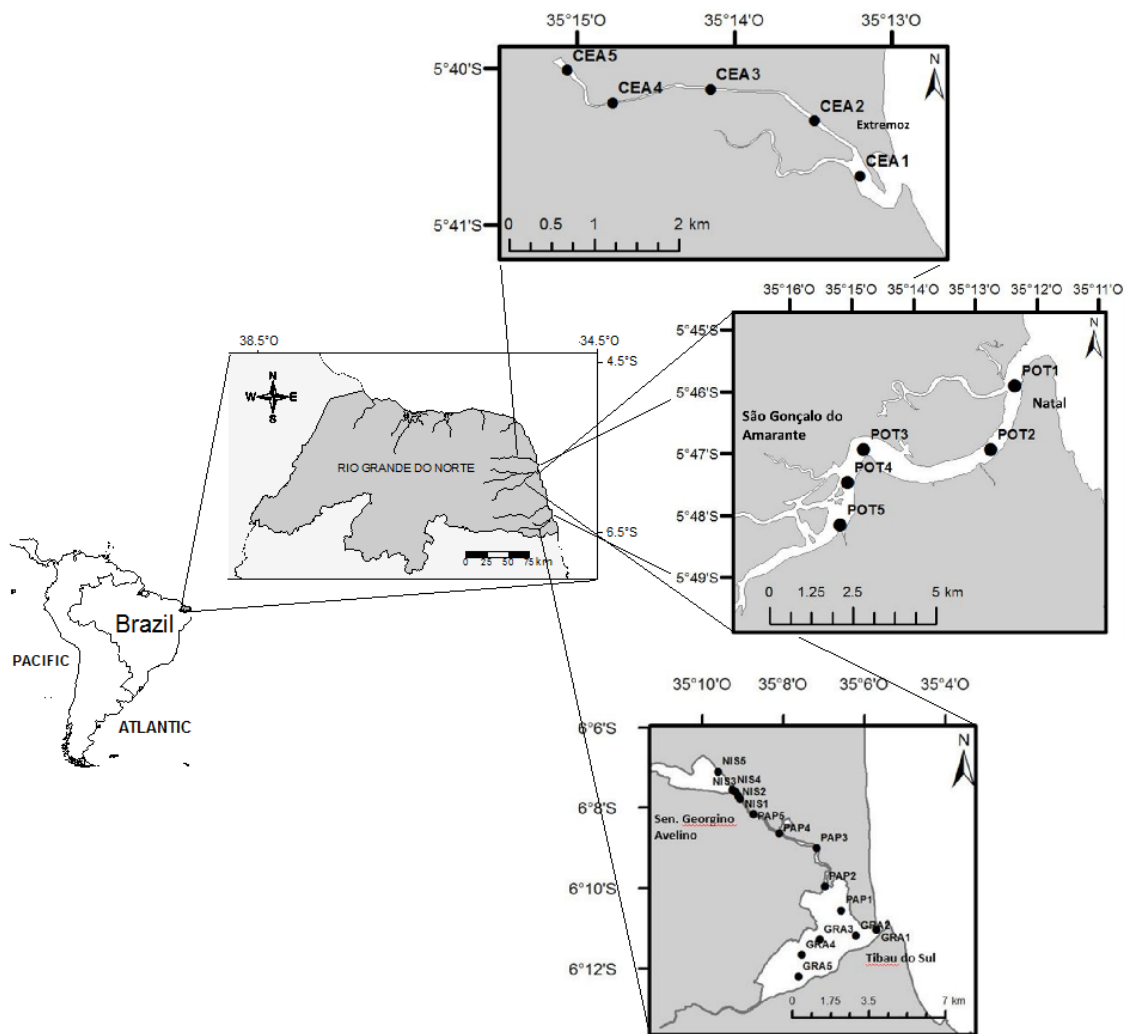 35°15'O 35°14'O 35°13'O
5°40'S
5°41'S
N
CEA5
CEA4
CEA3
CEA2
Extremoz
CEA1
0 0.5 1 2 km
35°16'O 35°15'O 35°14'O 35°13'O 35°12'O 35°11'O
5°45'S
5°46'S
5°47'S
5°48'S
5°49'S
N
POT1
Natal
São Gonçalo do
Amarante
POT3
POT2
POT4
POT5
0 1.25 2.5 5 km
38.5°O 34.5°O
4.5°S
6.5°S
N
W E
S
RIO GRANDE DO NORTE
0 25 50 75 km
Brazil
PACIFIC
ATLANTIC
35°10'O 35°8'O 35°6'O 35°4'O
6°6'S
6°8'S
6°10'S
6°12'S
N
NIS5
NIS3 NIS4
NIS2
NIS1
PAP5
Sen. Georgino
Avelino
PAP4
PAP3
PAP2
PAP1
GRA3 GRA2
GRA1
GRA4
Tibau do Sul
GRA5
0 1.75 3.5 7 km